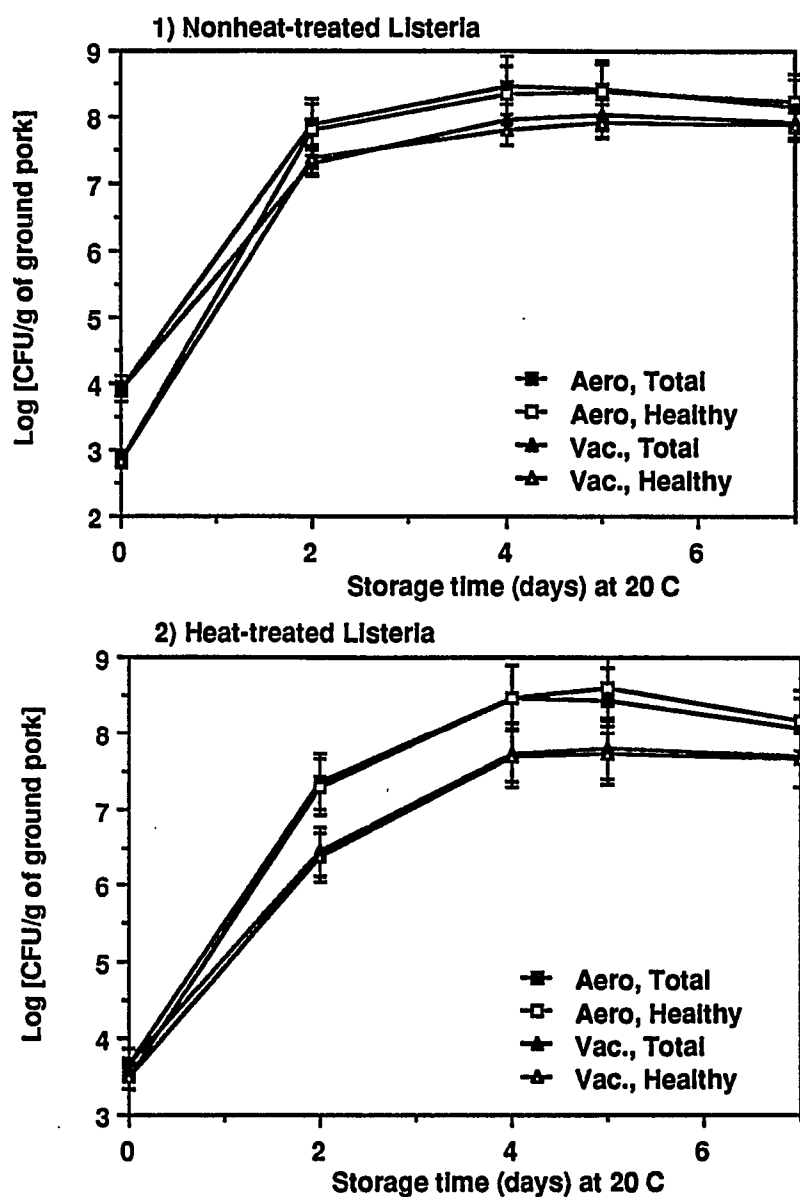 1) Nonheat-treated Listeria
9
8
7
6
5
4
3
2
Log [CFU/g of ground pork]
Aero, Total
Aero, Healthy
Vac., Total
Vac., Healthy
0 2 4 6
Storage time (days) at 20 C
2) Heat-treated Listeria
9
8
7
6
5
4
3
Log [CFU/g of ground pork]
Aero, Total
Aero, Healthy
Vac., Total
Vac., Healthy
0 2 4 6
Storage time (days) at 20 C